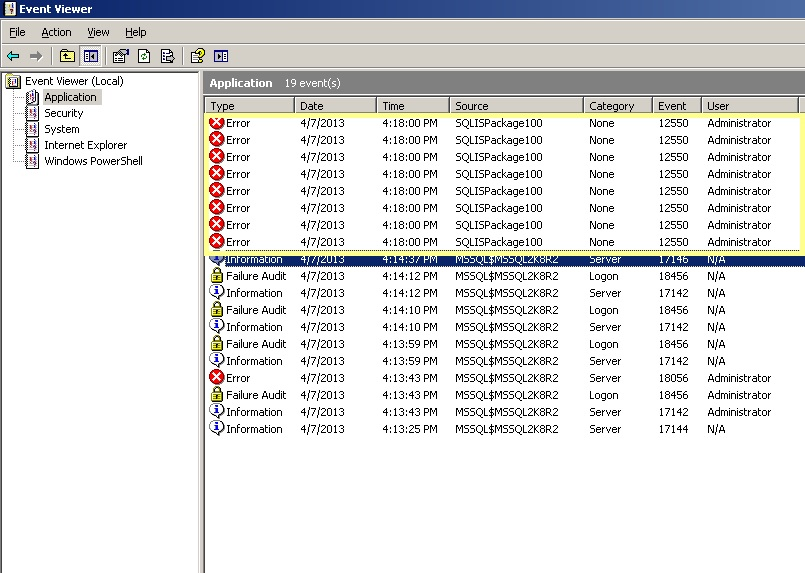 Event Viewer
File Action View Help
Event Viewer (Local)
Application
Security
System
Internet Explorer
Windows PowerShell
Application 19 event(s)
Type Date Time Source Category Event User
Error 4/7/2013 4:18:00 PM SQLISPackage100 None 12550 Administrator
Error 4/7/2013 4:18:00 PM SQLISPackage100 None 12550 Administrator
Error 4/7/2013 4:18:00 PM SQLISPackage100 None 12550 Administrator
Error 4/7/2013 4:18:00 PM SQLISPackage100 None 12550 Administrator
Error 4/7/2013 4:18:00 PM SQLISPackage100 None 12550 Administrator
Error 4/7/2013 4:18:00 PM SQLISPackage100 None 12550 Administrator
Error 4/7/2013 4:18:00 PM SQLISPackage100 None 12550 Administrator
Error 4/7/2013 4:18:00 PM SQLISPackage100 None 12550 Administrator
Information 4/7/2013 4:14:37 PM MSSQL$MSSQL2K8R2 Server 17146 N/A
Failure Audit 4/7/2013 4:14:12 PM MSSQL$MSSQL2K8R2 Logon 18456 N/A
Information 4/7/2013 4:14:12 PM MSSQL$MSSQL2K8R2 Server 17142 N/A
Failure Audit 4/7/2013 4:14:10 PM MSSQL$MSSQL2K8R2 Logon 18456 N/A
Information 4/7/2013 4:14:10 PM MSSQL$MSSQL2K8R2 Server 17142 N/A
Failure Audit 4/7/2013 4:13:59 PM MSSQL$MSSQL2K8R2 Logon 18456 N/A
Information 4/7/2013 4:13:59 PM MSSQL$MSSQL2K8R2 Server 17142 N/A
Error 4/7/2013 4:13:43 PM MSSQL$MSSQL2K8R2 Server 18056 Administrator
Failure Audit 4/7/2013 4:13:43 PM MSSQL$MSSQL2K8R2 Logon 18456 Administrator
Information 4/7/2013 4:13:43 PM MSSQL$MSSQL2K8R2 Server 17142 Administrator
Information 4/7/2013 4:13:25 PM MSSQL$MSSQL2K8R2 Server 17144 N/A